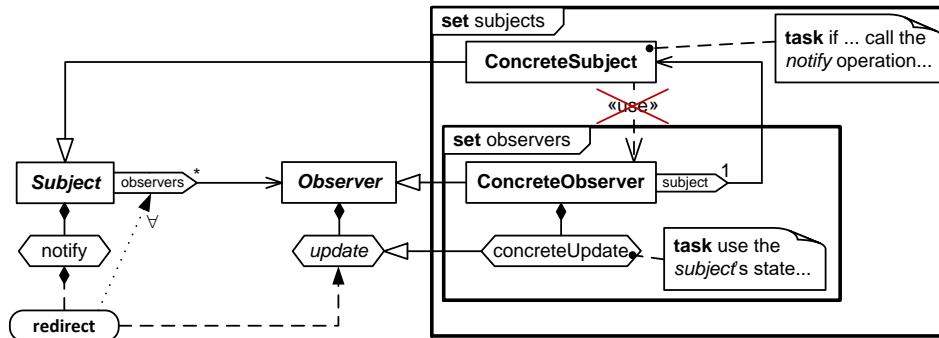 set subjects
ConcreteSubject
task if ... call the
notify operation...
«use»
set observers
Subject
observers
*
Observer
ConcreteObserver
subject
1
∀
notify
update
concreteUpdate
task use the
subject's state...
redirect